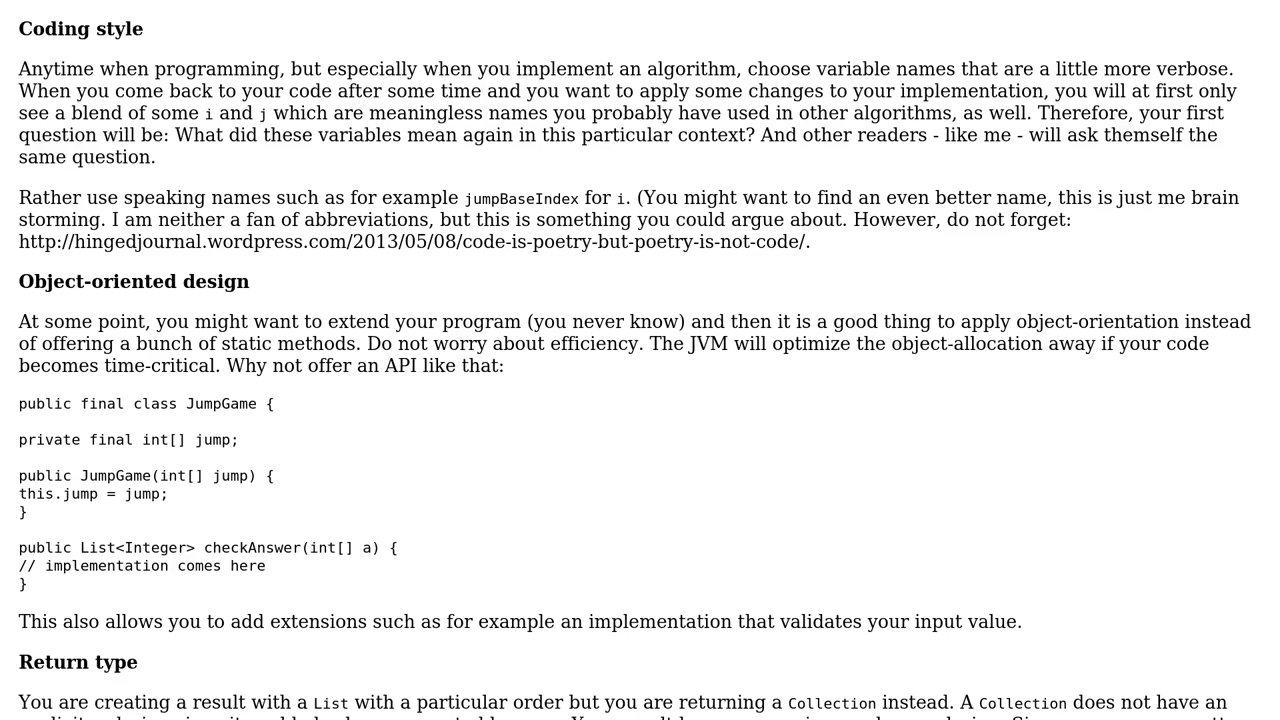 Coding style
Anytime when programming, but especially when you implement an algorithm, choose variable names that are a little more verbose.
When you come back to your code after some time and you want to apply some changes to your implementation, you will at first only
see a blend of some i and j which are meaningless names you probably have used in other algorithms, as well. Therefore, your first
question will be: What did these variables mean again in this particular context? And other readers - like me - will ask themself the
same question.
Rather use speaking names such as for example jumpBaseIndex for i. (You might want to find an even better name, this is just me brain
storming. I am neither a fan of abbreviations, but this is something you could argue about. However, do not forget:
http://hingedjournal.wordpress.com/2013/05/08/code-is-poetry-but-poetry-is-not-code/.
Object-oriented design
At some point, you might want to extend your program (you never know) and then it is a good thing to apply object-orientation instead
of offering a bunch of static methods. Do not worry about efficiency. The JVM will optimize the object-allocation away if your code
becomes time-critical. Why not offer an API like that:
public final class JumpGame {
private final int[] jump;
public JumpGame(int[] jump) {
this.jump = jump;
}
public List<Integer> checkAnswer(int[] a) {
// implementation comes here
}
This also allows you to add extensions such as for example an implementation that validates your input value.
Return type
You are creating a result with a List with a particular order but you are returning a Collection instead. A Collection does not have an